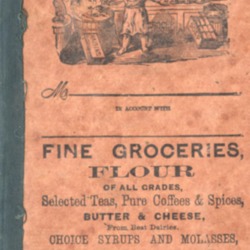 M
IN ACCOUNT WITH
FINE GROCERIES,
FLOUR
OF ALL GRADES,
Selected Teas, Pure Coffees & Spices,
BUTTER & CHEESE,
From Best Dairies.
CHOICE SYRUPS AND MOLASSES,